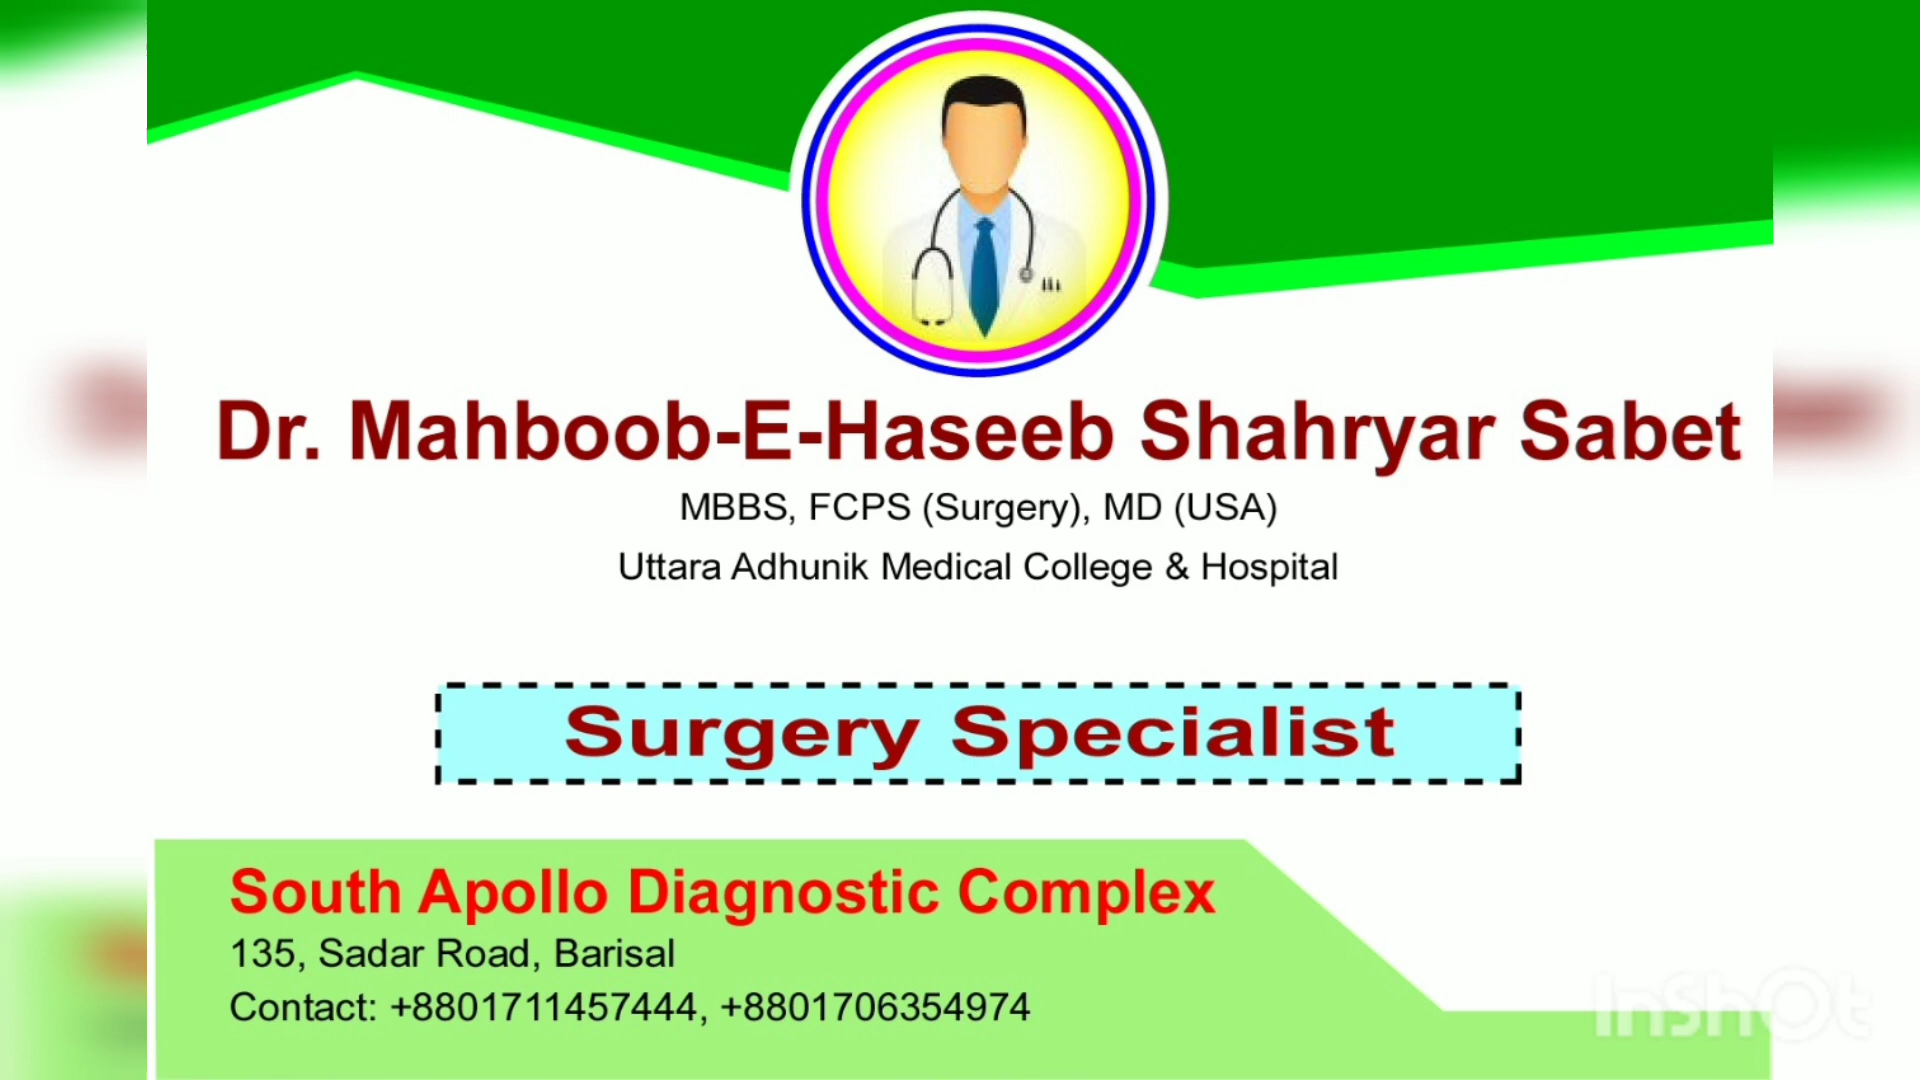 Dr. Mahboob-E-Haseeb Shahryar Sabet
MBBS, FCPS (Surgery), MD (USA)
Uttara Adhunik Medical College & Hospital
Surgery Specialist
South Apollo Diagnostic Complex
135, Sadar Road, Barisal
Contact: +8801711457444, +8801706354974
InShOt